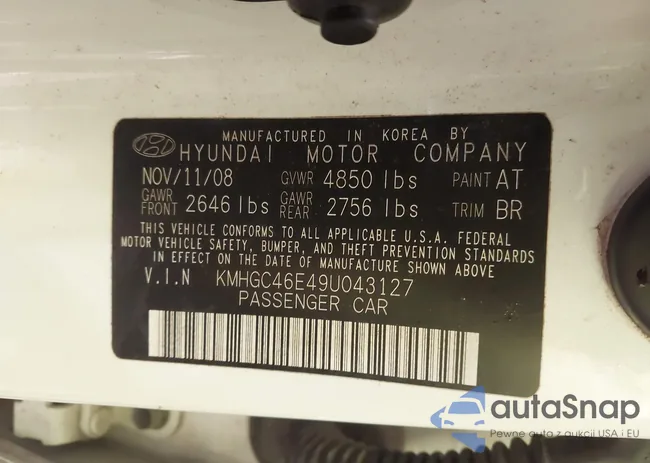 MANUFACTURED IN KOREA BY
HYUNDAI MOTOR COMPANY
NOV/11/08 GVWR 4850 lbs PAINT AT
GAWR FRONT 2646 lbs GAWR REAR 2756 lbs TRIM BR
THIS VEHICLE CONFORMS TO ALL APPLICABLE U.S.A. FEDERAL
MOTOR VEHICLE SAFETY, BUMPER, AND THEFT PREVENTION STANDARDS
IN EFFECT ON THE DATE OF MANUFACTURE SHOWN ABOVE
V.I.N KMHGC46E49U043127
PASSENGER CAR
autoSnap
Pewne auta z aukcji USA i EU